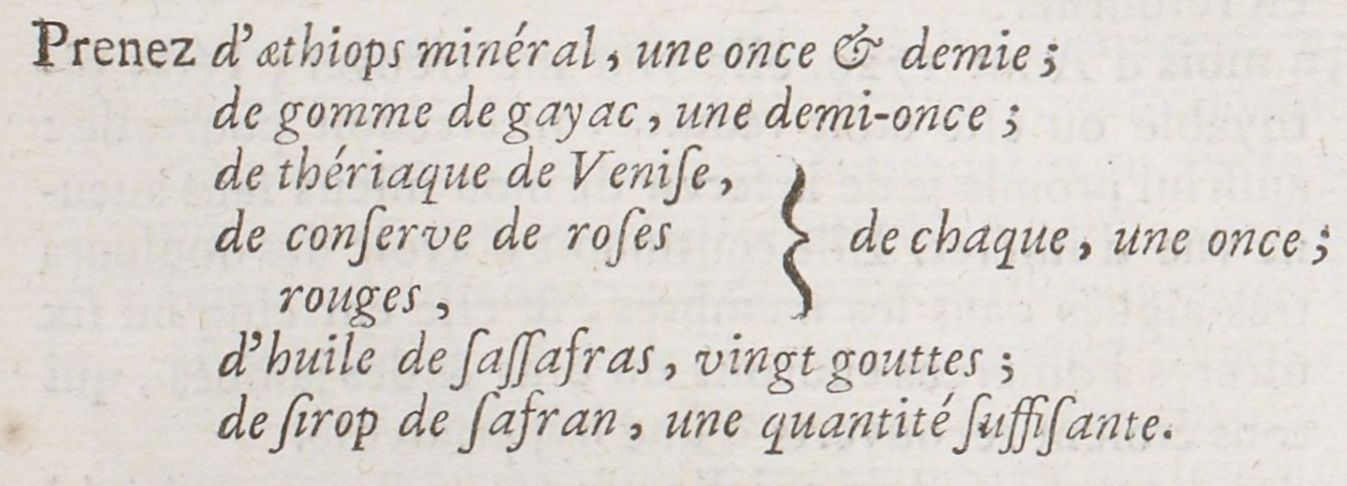 Prenez d'æthiops minéral, une once & demie;
de gomme de gayac, une demi-once;
de thériaque de Veniſe,
de conſerve de roſes } de chaque, une once;
rouges,
d'huile de ſaſſafras, vingt gouttes;
de ſirop de ſafran, une quantité ſuffiſante.